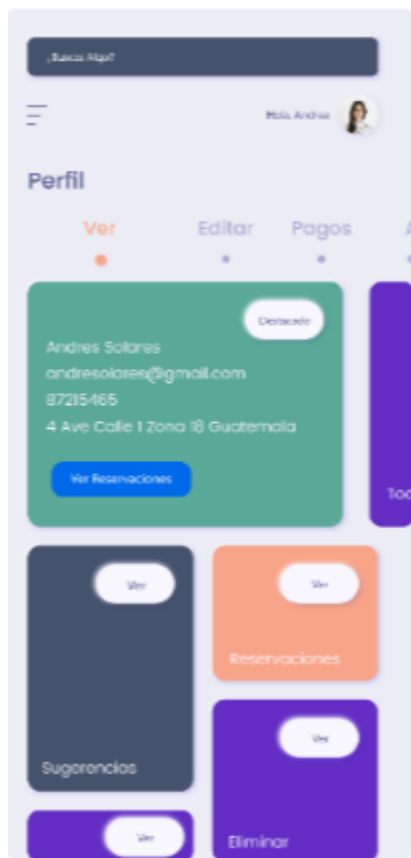 ¿Buscas Algo?
Hola, Andrea
Perfil
Ver Editar Pagos A
Destacado
Andres Solares
andresolares@gmail.com
87215465
4 Ave Calle 1 Zona 18 Guatemala
Ver Reservaciones
Too
Ver
Sugerencias
Ver
Reservaciones
Ver
Eliminar
Ver